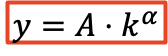 y = A · k^α